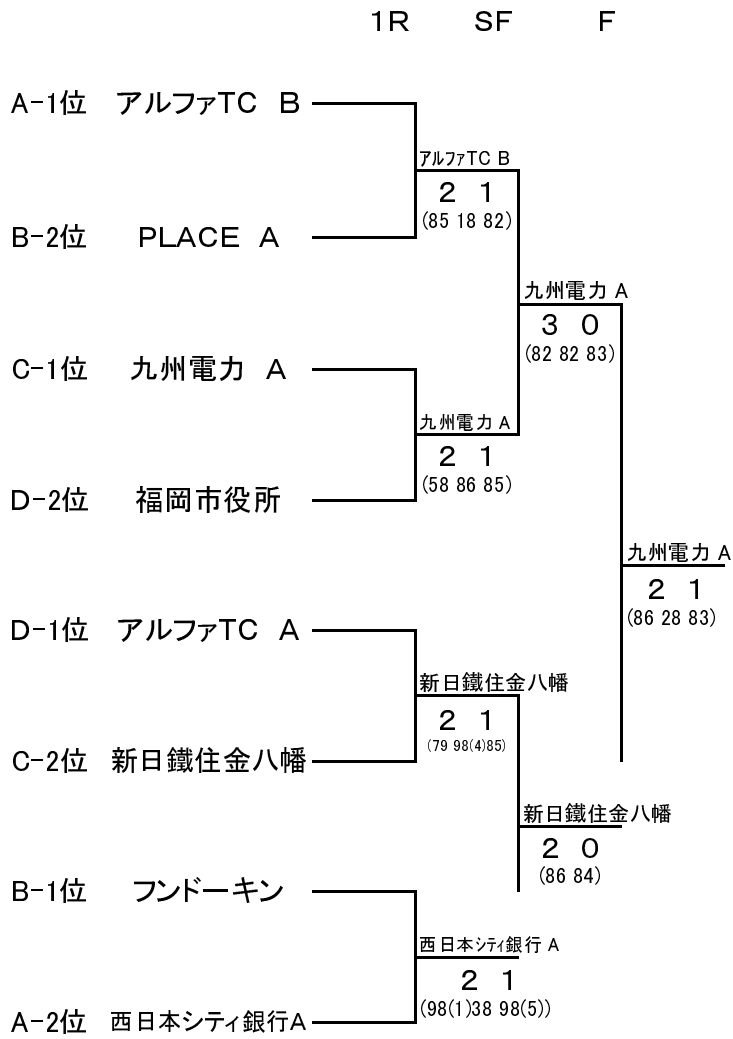 1R SF F
A-1位 アルファTC B
アルファTC B
2 1
(85 18 82)
B-2位 PLACE A
九州電力 A
3 0
(82 82 83)
C-1位 九州電力 A
九州電力 A
2 1
(58 86 85)
D-2位 福岡市役所
九州電力 A
2 1
(86 28 83)
D-1位 アルファTC A
新日鐵住金八幡
2 1
(79 98(4)85)
C-2位 新日鐵住金八幡
新日鐵住金八幡
2 0
(86 84)
B-1位 フンドーキン
西日本シティ銀行 A
2 1
(98(1)38 98(5))
A-2位 西日本シティ銀行A